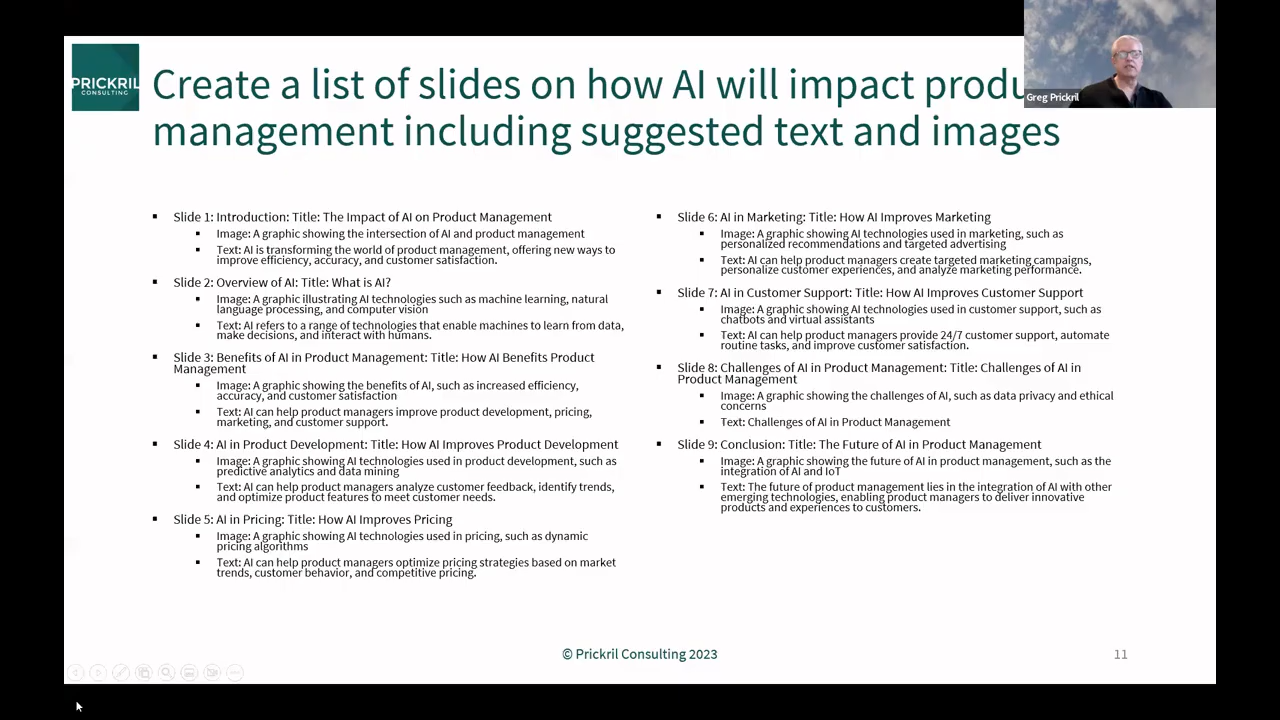 PRICKRIL
CONSULTING
Create a list of slides on how AI will impact
management including suggested text and images
Greg Prickril
▪ Slide 1: Introduction: Title: The Impact of AI on Product Management
▪ Image: A graphic showing the intersection of AI and product management
▪ Text: AI is transforming the world of product management, offering new ways to
improve efficiency, accuracy, and customer satisfaction.
▪ Slide 2: Overview of AI: Title: What is AI?
▪ Image: A graphic illustrating AI technologies such as machine learning, natural
language processing, and computer vision
▪ Text: AI refers to a range of technologies that enable machines to learn from data,
make decisions, and interact with humans.
▪ Slide 3: Benefits of AI in Product Management: Title: How AI Benefits Product
Management
▪ Image: A graphic showing the benefits of AI, such as increased efficiency,
accuracy, and customer satisfaction
▪ Text: AI can help product managers improve product development, pricing,
marketing, and customer support.
▪ Slide 4: AI in Product Development: Title: How AI Improves Product Development
▪ Image: A graphic showing AI technologies used in product development, such as
predictive analytics and data mining
▪ Text: AI can help product managers analyze customer feedback, identify trends,
and optimize product features to meet customer needs.
▪ Slide 5: AI in Pricing: Title: How AI Improves Pricing
▪ Image: A graphic showing AI technologies used in pricing, such as dynamic
pricing algorithms
▪ Text: AI can help product managers optimize pricing strategies based on market
trends, customer behavior, and competitive pricing.
▪ Slide 6: AI in Marketing: Title: How AI Improves Marketing
▪ Image: A graphic showing AI technologies used in marketing, such as
personalized recommendations and targeted advertising
▪ Text: AI can help product managers create targeted marketing campaigns,
personalize customer experiences, and analyze marketing performance.
▪ Slide 7: AI in Customer Support: Title: How AI Improves Customer Support
▪ Image: A graphic showing AI technologies used in customer support, such as
chatbots and virtual assistants
▪ Text: AI can help product managers provide 24/7 customer support, automate
routine tasks, and improve customer satisfaction.
▪ Slide 8: Challenges of AI in Product Management: Title: Challenges of AI in
Product Management
▪ Image: A graphic showing the challenges of AI, such as data privacy and ethical
concerns
▪ Text: Challenges of AI in Product Management
▪ Slide 9: Conclusion: Title: The Future of AI in Product Management
▪ Image: A graphic showing the future of AI in product management, such as the
integration of AI and IoT
▪ Text: The future of product management lies in the integration of AI with other
emerging technologies, enabling product managers to deliver innovative
products and experiences to customers.
© Prickril Consulting 2023
11